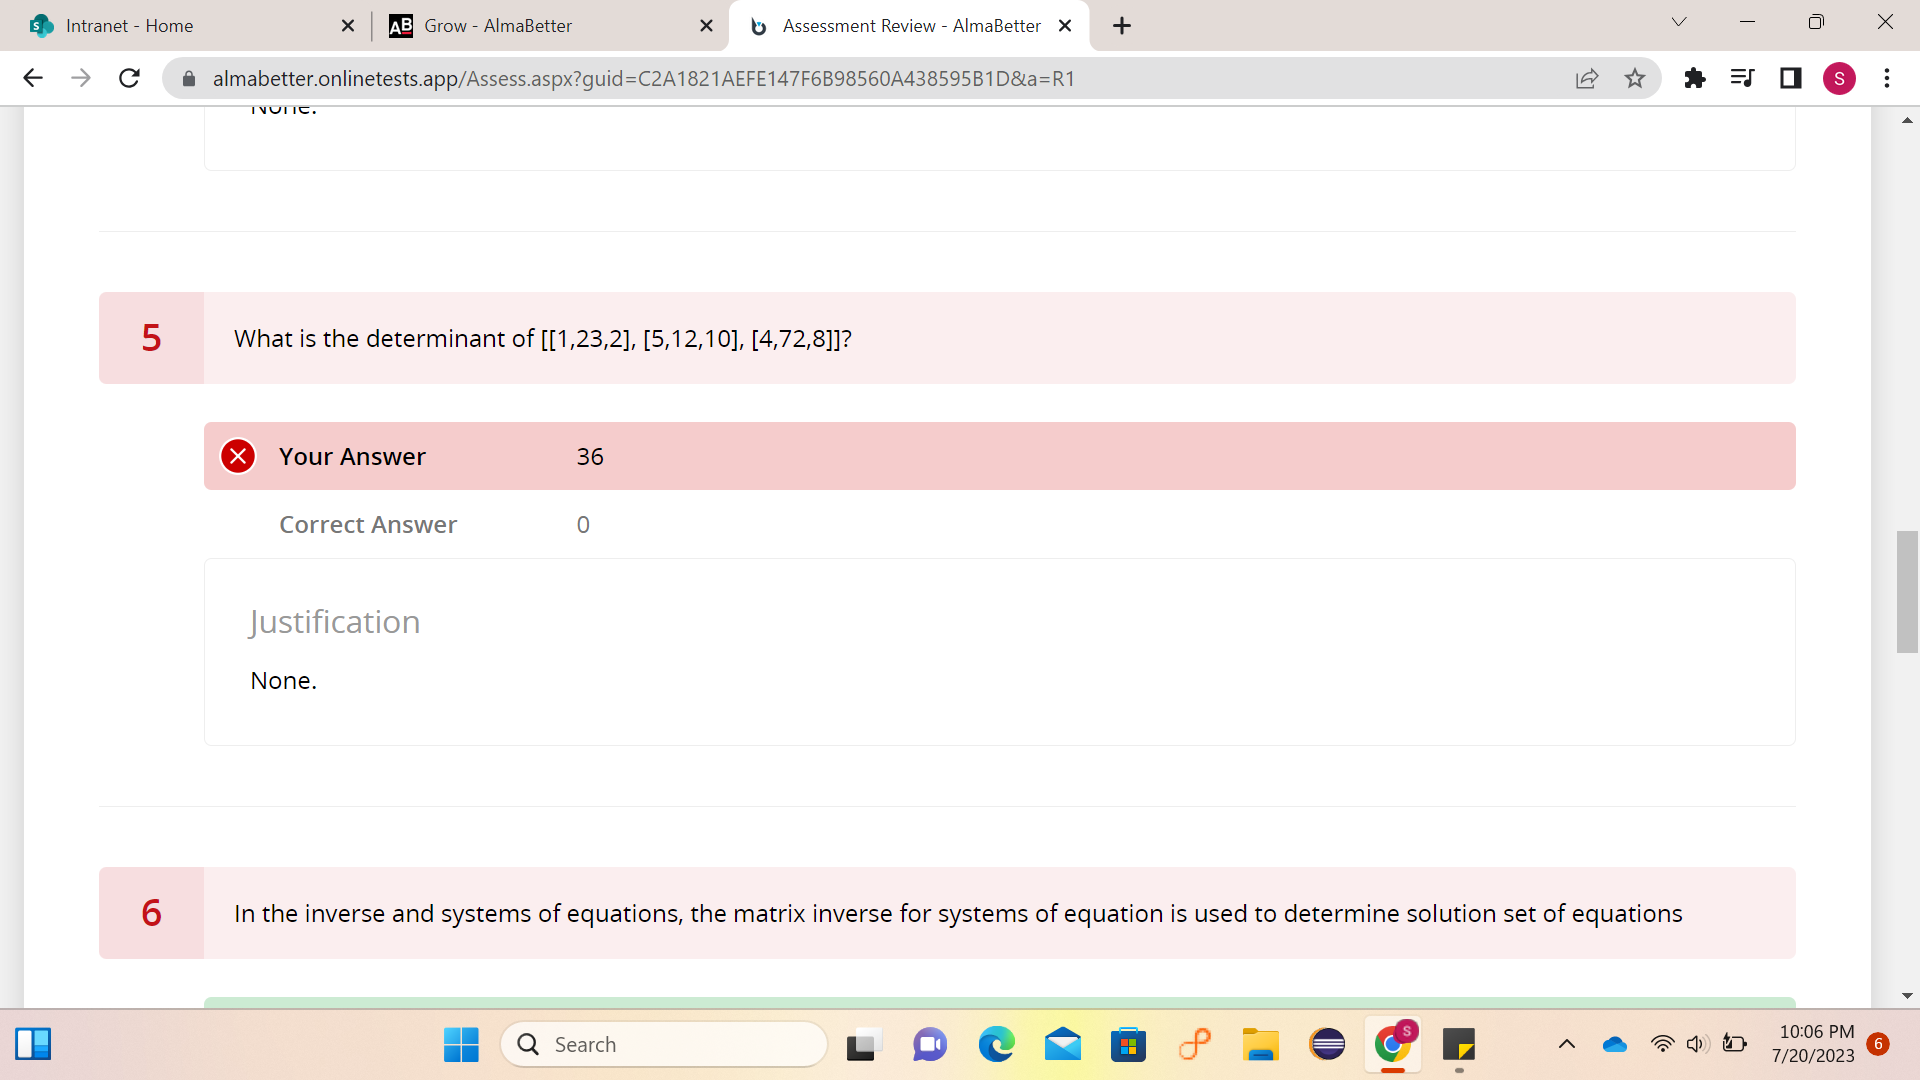 Intranet - Home
AB
Grow - AlmaBetter
Assessment Review - AlmaBetter
almabetter.onlinetests.app/Assess.aspx?guid=C2A1821AEFE147F6B98560A438595B1D&a=R1
S
None.
5
What is the determinant of [[1,23,2], [5,12,10], [4,72,8]]?
Your Answer
36
Correct Answer
0
Justification
None.
6
In the inverse and systems of equations, the matrix inverse for systems of equation is used to determine solution set of equations
Search
S
10:06 PM
7/20/2023
6